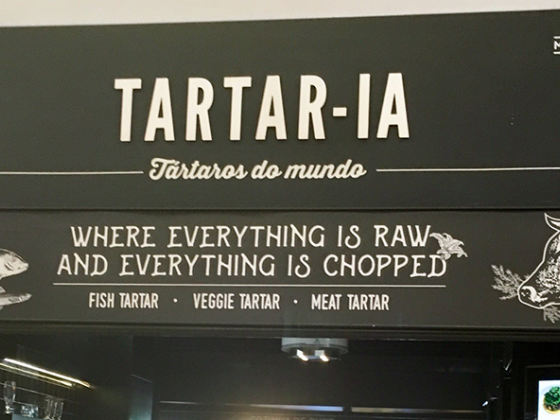 TARTAR-IA
Tártaros do mundo
WHERE EVERYTHING IS RAW
AND EVERYTHING IS CHOPPED
FISH TARTAR · VEGGIE TARTAR · MEAT TARTAR